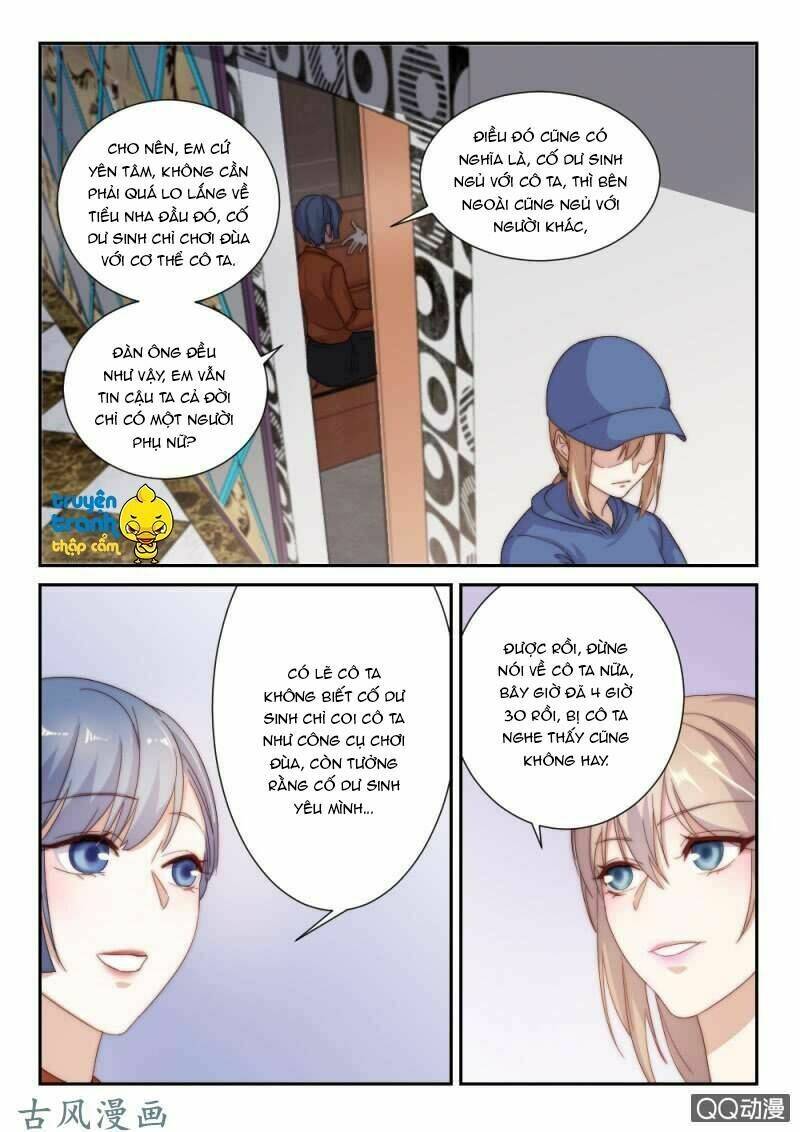 CHO NÊN, EM CỨ
YÊN TÂM, KHÔNG CẦN
PHẢI QUÁ LO LẮNG VỀ
TIỂU NHA ĐẦU ĐÓ, CỐ
DƯ SINH CHỈ CHƠI ĐÙA
VỚI CƠ THỂ CÔ TA.
ĐIỀU ĐÓ CŨNG CÓ
NGHĨA LÀ, CỐ DƯ SINH
NGỦ VỚI CÔ TA, THÌ BÊN
NGOÀI CŨNG NGỦ VỚI
NGƯỜI KHÁC,
ĐÀN ÔNG ĐỀU
NHƯ VẬY, EM VẪN
TIN CẬU TA CẢ ĐỜI
CHỈ CÓ MỘT NGƯỜI
PHỤ NỮ?
truyện
tranh
thập cẩm
CÓ LẼ CÔ TA
KHÔNG BIẾT CỐ DƯ
SINH CHỈ COI CÔ TA
NHƯ CÔNG CỤ CHƠI
ĐÙA, CÒN TƯỞNG
RẰNG CỐ DƯ SINH
YÊU MÌNH...
ĐƯỢC RỒI, ĐỪNG
NÓI VỀ CÔ TA NỮA,
BÂY GIỜ ĐÃ 4 GIỜ
30 RỒI, BỊ CÔ TA
NGHE THẤY CŨNG
KHÔNG HAY.
古风漫画
QQ动漫